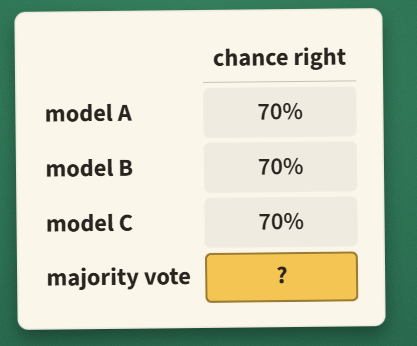 chance right
model A 70%
model B 70%
model C 70%
majority vote ?